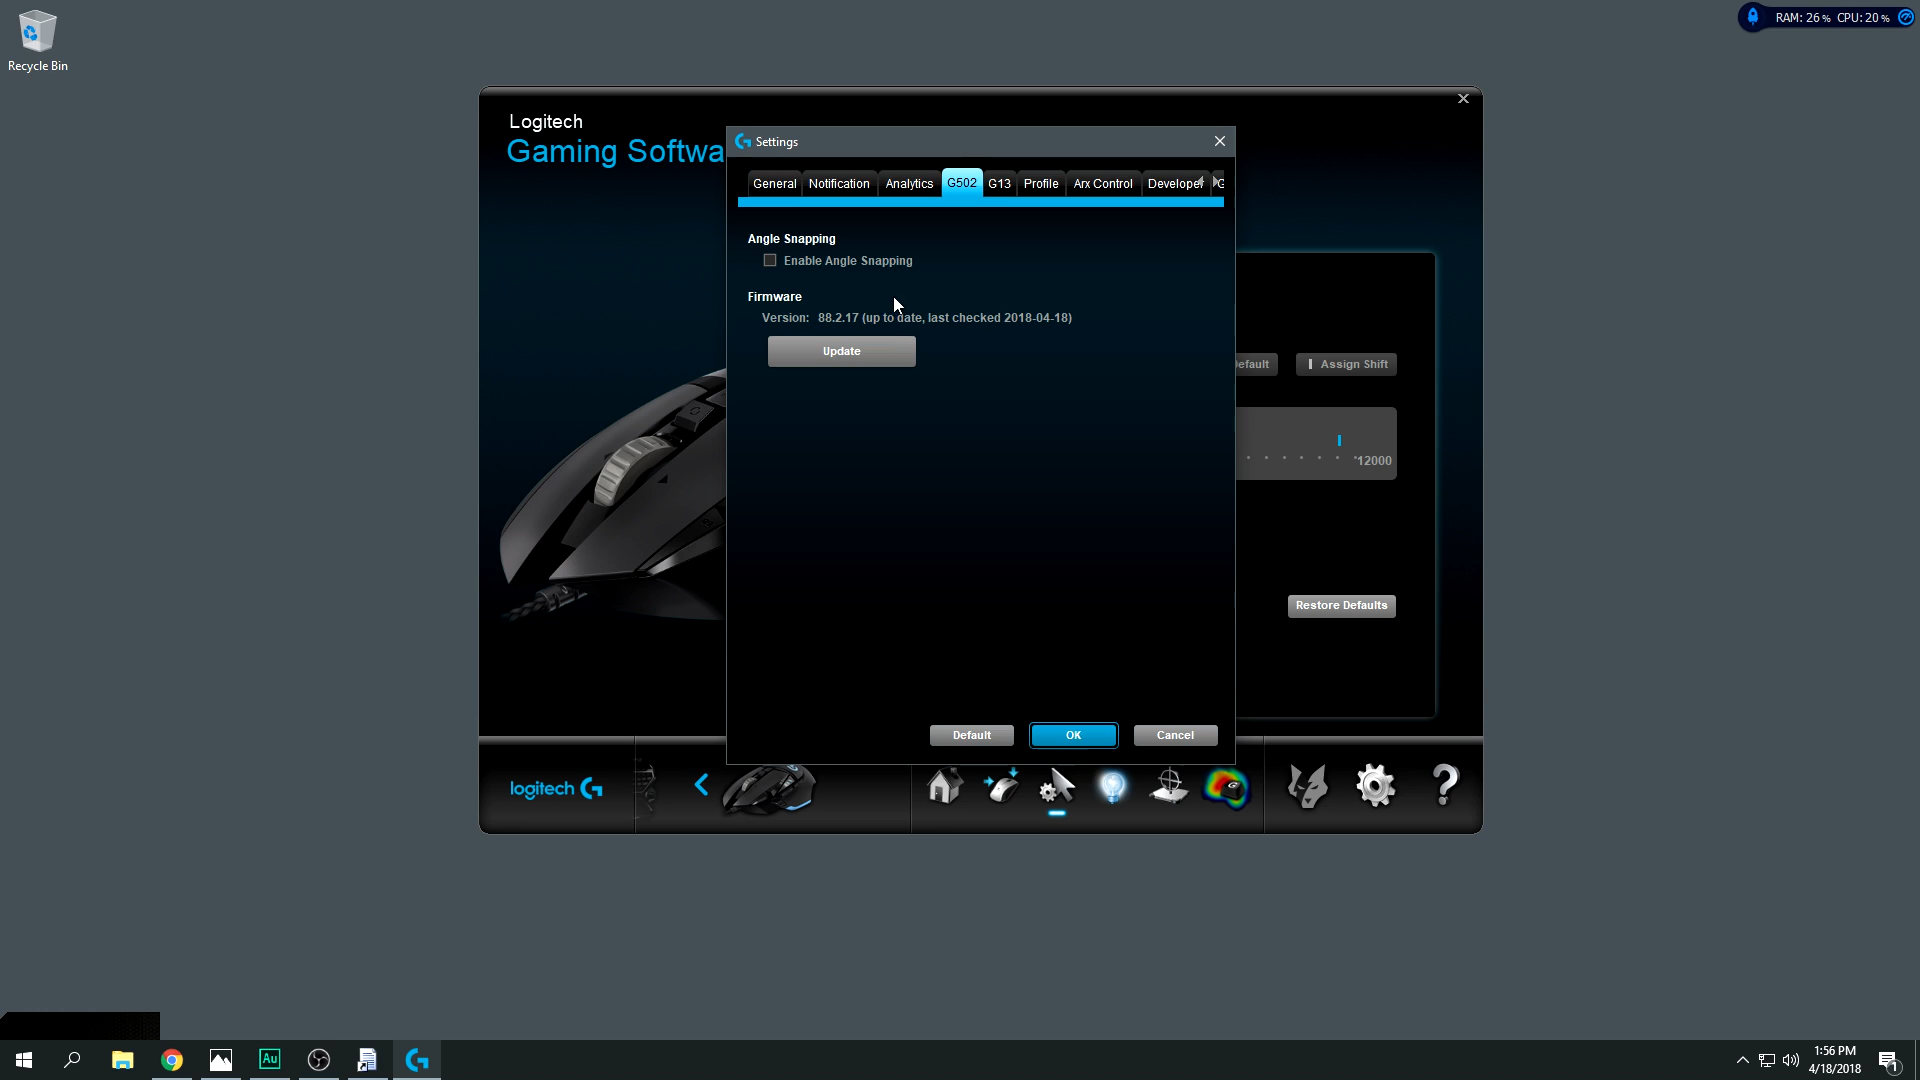 Recycle Bin
RAM: 26 % CPU: 20 %
Logitech
Gaming Softwa
Settings
General Notification Analytics G502 G13 Profile Arx Control Developer G
Angle Snapping
Enable Angle Snapping
Firmware
Version: 88.2.17 (up to date, last checked 2018-04-18)
Update
efault
Assign Shift
12000
Restore Defaults
Default
OK
Cancel
logitech G
?
Au
1:56 PM
4/18/2018
1